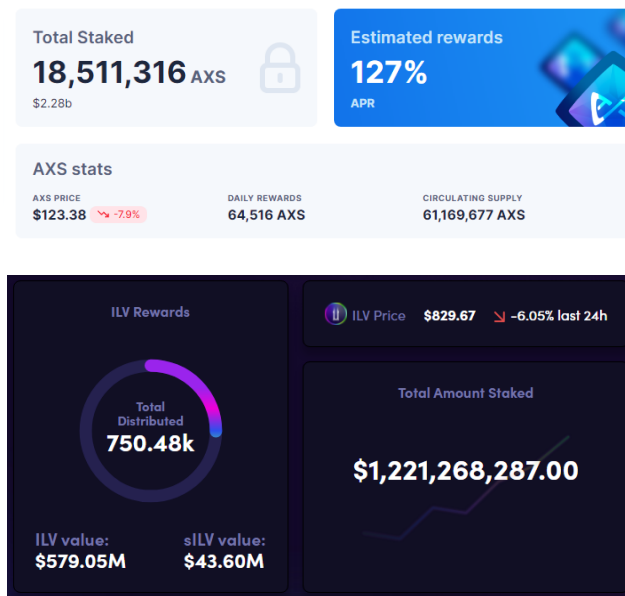 Total Staked
18,511,316 AXS
$2.28b
Estimated rewards
127%
APR
AXS stats
AXS PRICE
$123.38 -7.9%
DAILY REWARDS
64,516 AXS
CIRCULATING SUPPLY
61,169,677 AXS
ILV Rewards
Total
Distributed
750.48k
ILV value:
$579.05M
sILV value:
$43.60M
ILV Price $829.67 -6.05% last 24h
Total Amount Staked
$1,221,268,287.00